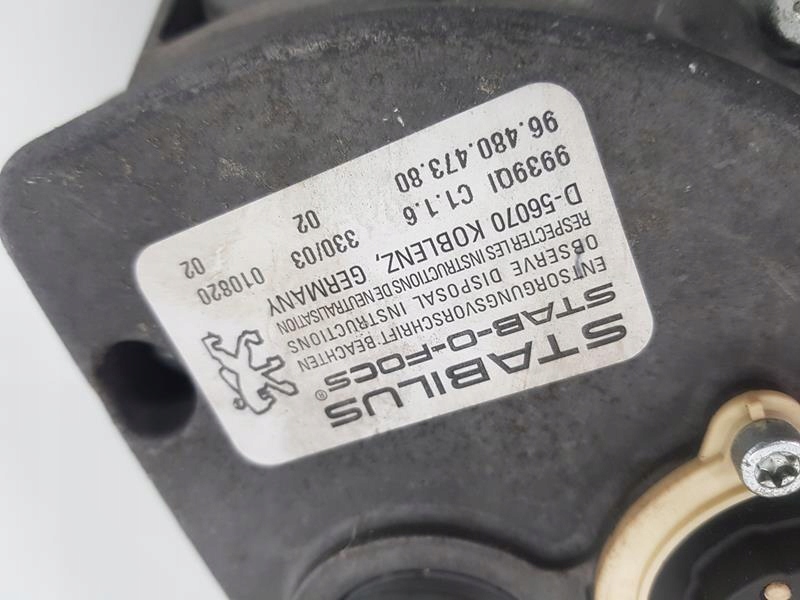 STABILUS®
STAB-O-FOCS
ENTSORGUNGSVORSCHRIFT BEACHTEN
OBSERVE DISPOSAL INSTRUCTIONS
RESPECTER LES INSTRUCTIONS DE NEUTRALISATION
D-56070 KOBLENZ, GERMANY
9939QI C1.1.6 330/03 010820
96.480.473.80 02 02